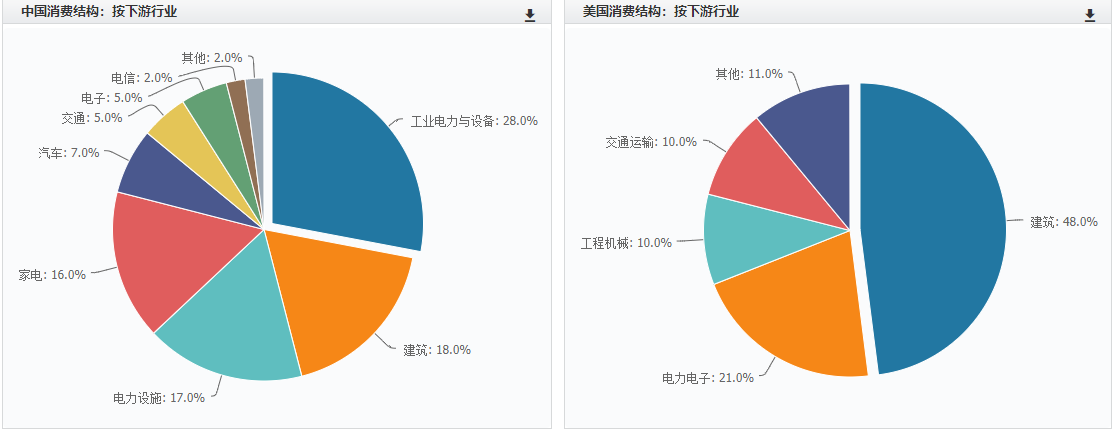 中国消费结构：按下游行业
其他: 2.0%
电信: 2.0%
电子: 5.0%
交通: 5.0%
汽车: 7.0%
家电: 16.0%
电力设施: 17.0%
建筑: 18.0%
工业电力与设备: 28.0%
美国消费结构：按下游行业
其他: 11.0%
交通运输: 10.0%
工程机械: 10.0%
电力电子: 21.0%
建筑: 48.0%